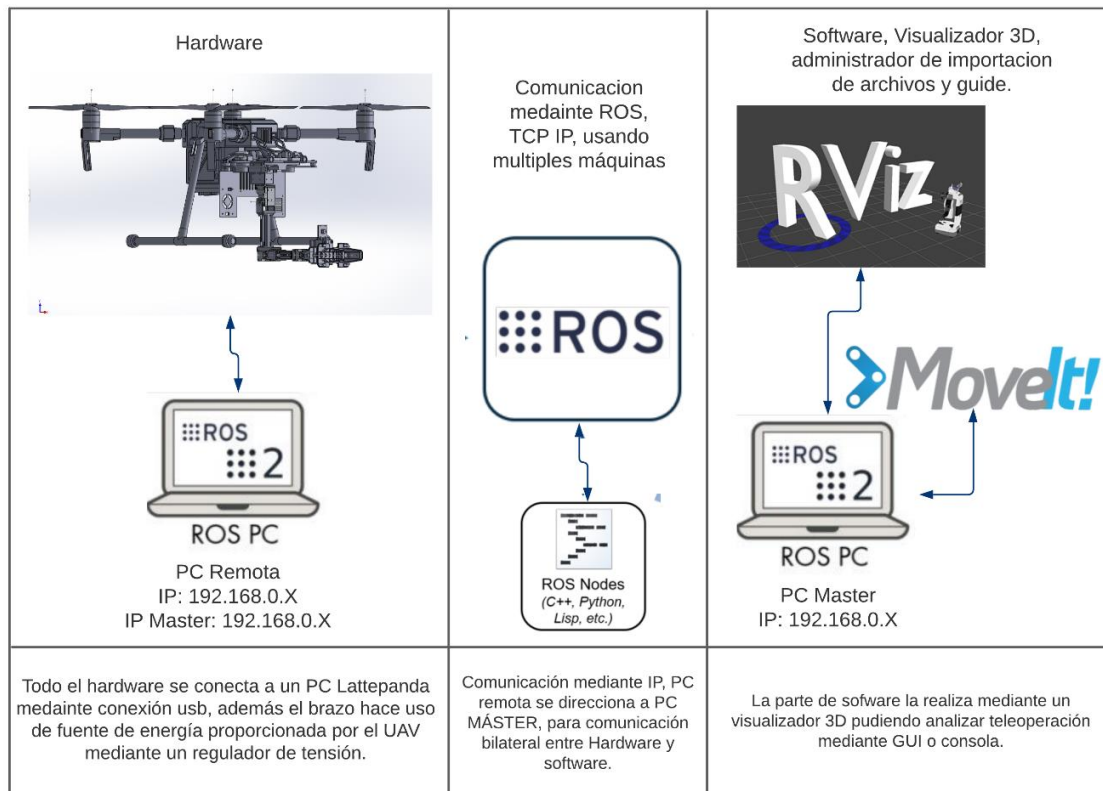 Hardware
Comunicacion
medainte ROS,
TCP IP, usando
multiples máquinas
Software, Visualizador 3D,
administrador de importacion
de archivos y guide.
RViz
ROS
MoveIt!
ROS
2
ROS PC
PC Remota
IP: 192.168.0.X
IP Master: 192.168.0.X
ROS Nodes
(C++, Python,
Lisp, etc.)
ROS
2
ROS PC
PC Master
IP: 192.168.0.X
Todo el hardware se conecta a un PC Lattepanda
medainte conexión usb, además el brazo hace uso
de fuente de energía proporcionada por el UAV
mediante un regulador de tensión.
Comunicación mediante IP, PC
remota se direcciona a PC
MÁSTER, para comunicación
bilateral entre Hardware y
software.
La parte de sofware la realiza mediante un
visualizador 3D pudiendo analizar teleoperación
mediante GUI o consola.